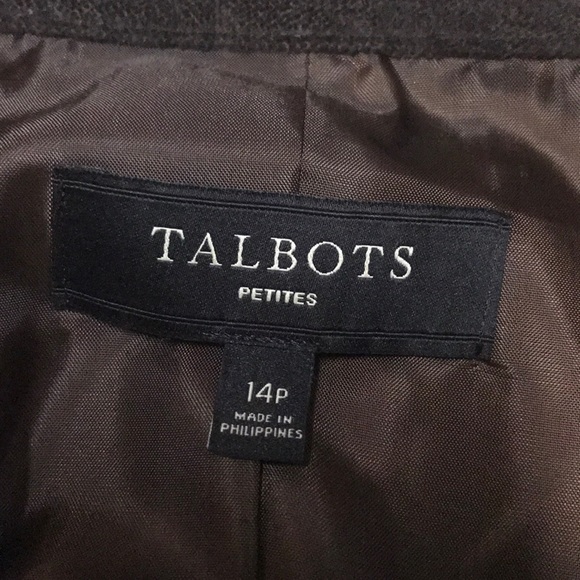 TALBOTS
PETITES
14P
MADE IN
PHILIPPINES